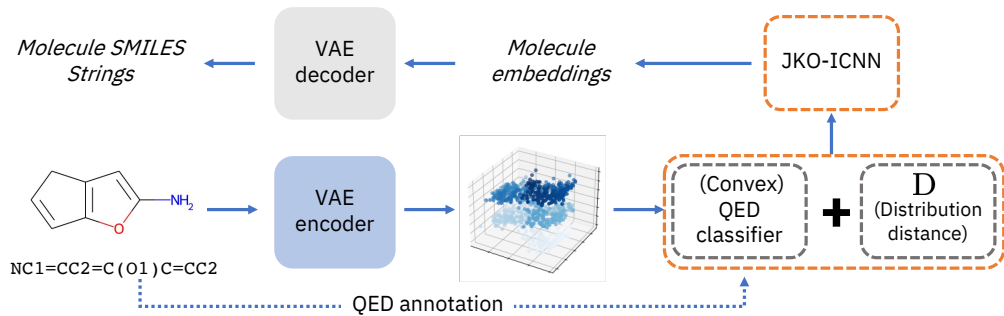 Molecule SMILES
Strings
VAE
decoder
Molecule
embeddings
JKO-ICNN
NH2
O
NC1=CC2=C(O1)C=CC2
VAE
encoder
(Convex)
QED
classifier
+
D
(Distribution
distance)
QED annotation